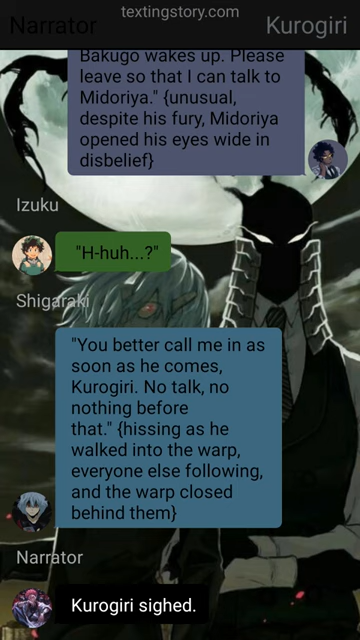 textingstory.com
Narrator
Kurogiri
Bakugo wakes up. Please
leave so that I can talk to
Midoriya." {unusual,
despite his fury, Midoriya
opened his eyes wide in
disbelief}
Izuku
"H-huh...?"
Shigaraki
"You better call me in as
soon as he comes,
Kurogiri. No talk, no
nothing before
that." {hissing as he
walked into the warp,
everyone else following,
and the warp closed
behind them}
Narrator
Kurogiri sighed.